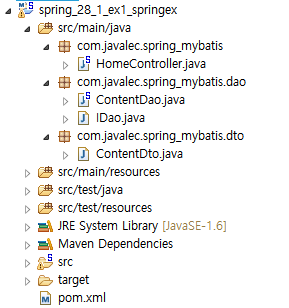 spring_28_1_ex1_springex
src/main/java
com.javalec.spring_mybatis
HomeController.java
com.javalec.spring_mybatis.dao
ContentDao.java
IDao.java
com.javalec.spring_mybatis.dto
ContentDto.java
src/main/resources
src/test/java
src/test/resources
JRE System Library [JavaSE-1.6]
Maven Dependencies
src
target
pom.xml